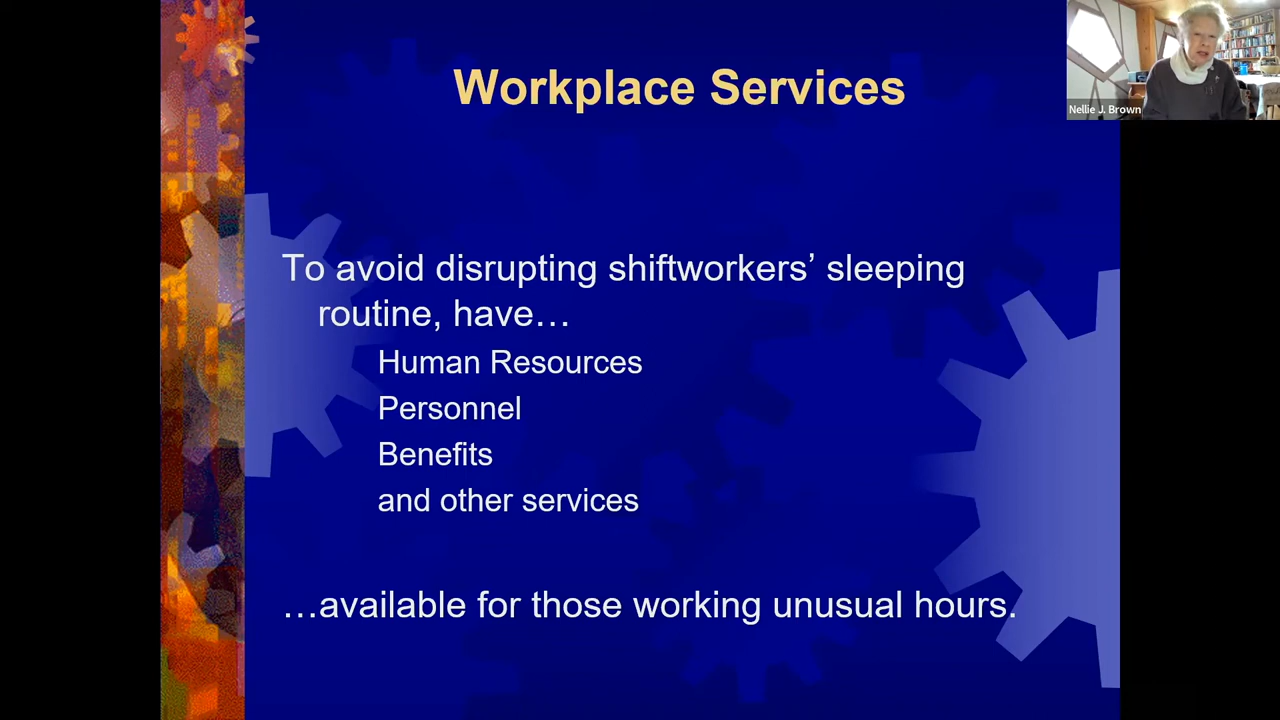 Workplace Services
Nellie J. Brown
To avoid disrupting shiftworkers’ sleeping
routine, have…
Human Resources
Personnel
Benefits
and other services
…available for those working unusual hours.